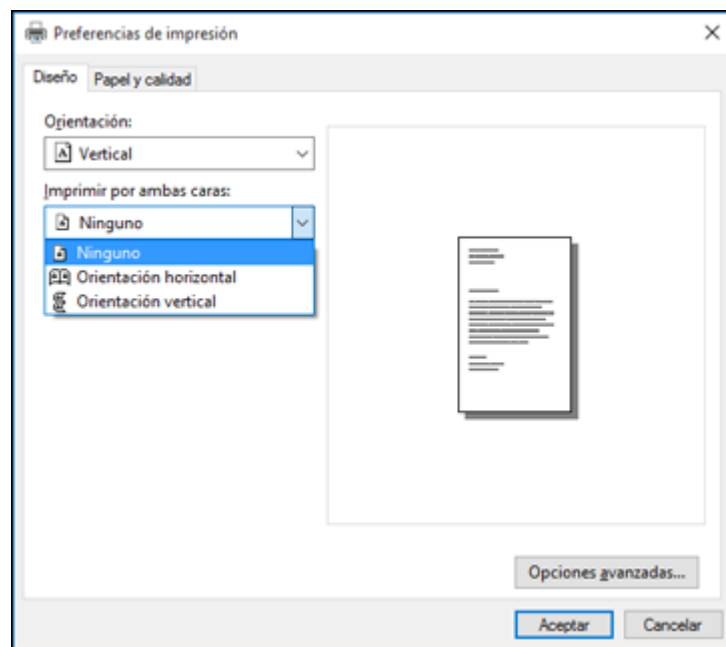 Preferencias de impresión
Diseño Papel y calidad
Orientación:
Vertical
Imprimir por ambas caras:
Ninguno
Ninguno
Orientación horizontal
Orientación vertical
Opciones avanzadas...
Aceptar Cancelar